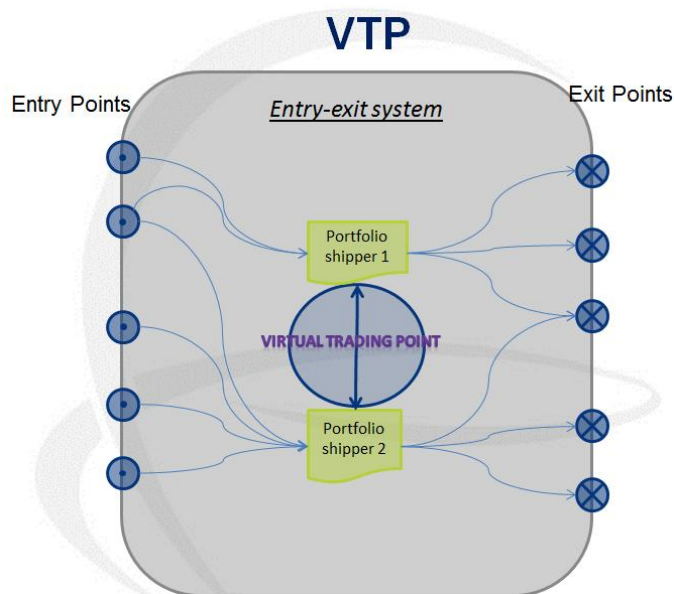 VTP
Entry Points
Exit Points
Entry-exit system
Portfolio
shipper 1
VIRTUAL TRADING POINT
Portfolio
shipper 2